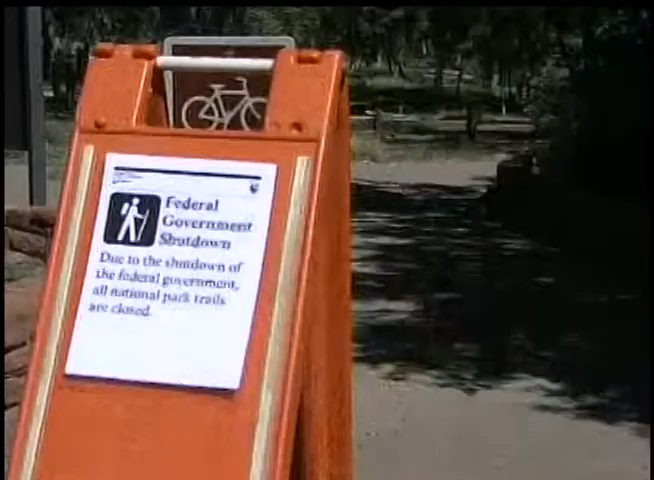 Federal
Government
Shutdown
Due to the shutdown of
the federal government,
all national park trails
are closed.